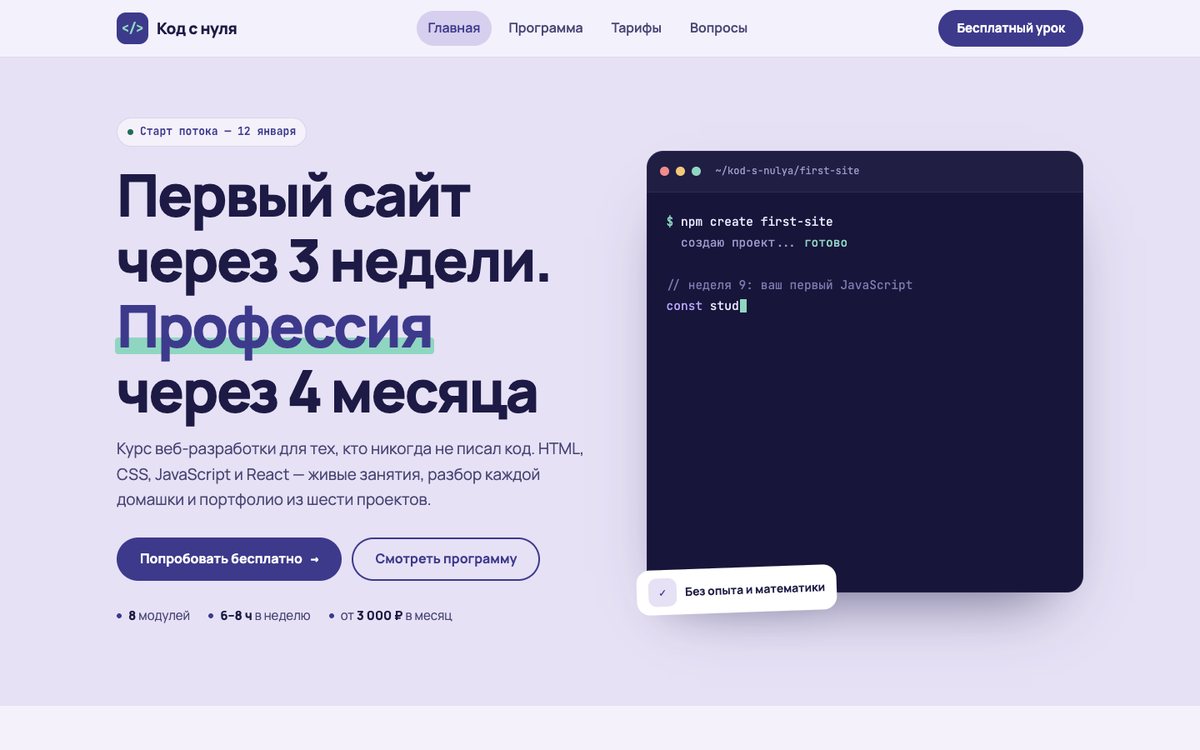 </> Код с нуля
Главная
Программа
Тарифы
Вопросы
Бесплатный урок
Старт потока — 12 января
Первый сайт
через 3 недели.
Профессия
через 4 месяца
Курс веб-разработки для тех, кто никогда не писал код. HTML,
CSS, JavaScript и React — живые занятия, разбор каждой
домашки и портфолио из шести проектов.
Попробовать бесплатно →
Смотреть программу
8 модулей
6–8 ч в неделю
от 3 000 ₽ в месяц
~/kod-s-nulya/first-site
$ npm create first-site
создаю проект... готово
// неделя 9: ваш первый JavaScript
const stud
✓ Без опыта и математики